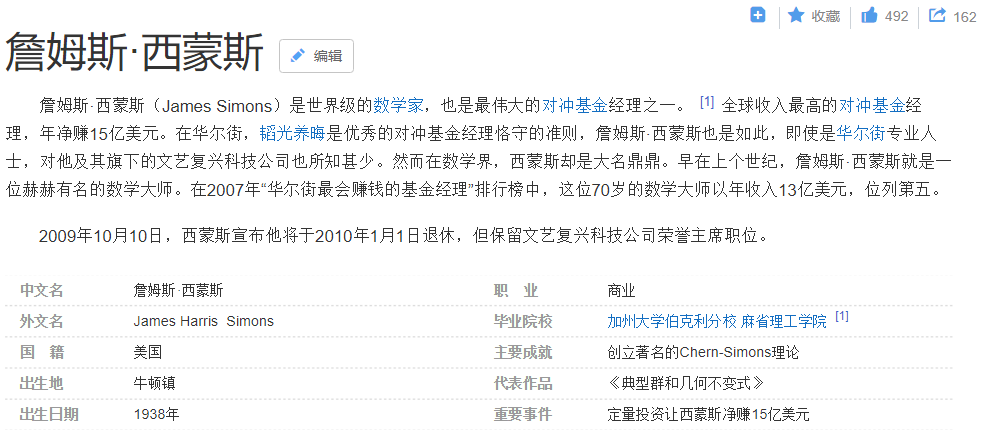 收藏 492 162
詹姆斯·西蒙斯 编辑
詹姆斯·西蒙斯（James Simons）是世界级的数学家，也是最伟大的对冲基金经理之一。 [1] 全球收入最高的对冲基金经
理，年净赚15亿美元。在华尔街，韬光养晦是优秀的对冲基金经理恪守的准则，詹姆斯·西蒙斯也是如此，即使是华尔街专业人
士，对他及其旗下的文艺复兴科技公司也所知甚少。然而在数学界，西蒙斯却是大名鼎鼎。早在上个世纪，詹姆斯·西蒙斯就是一
位赫赫有名的数学大师。在2007年“华尔街最会赚钱的基金经理”排行榜中，这位70岁的数学大师以年收入13亿美元，位列第五。
2009年10月10日，西蒙斯宣布他将于2010年1月1日退休，但保留文艺复兴科技公司荣誉主席职位。
中文名 詹姆斯·西蒙斯 职 业 商业
外文名 James Harris Simons 毕业院校 加州大学伯克利分校 麻省理工学院 [1]
国 籍 美国 主要成就 创立著名的Chern-Simons理论
出生地 牛顿镇 代表作品 《典型群和几何不变式》
出生日期 1938年 重要事件 定量投资让西蒙斯净赚15亿美元